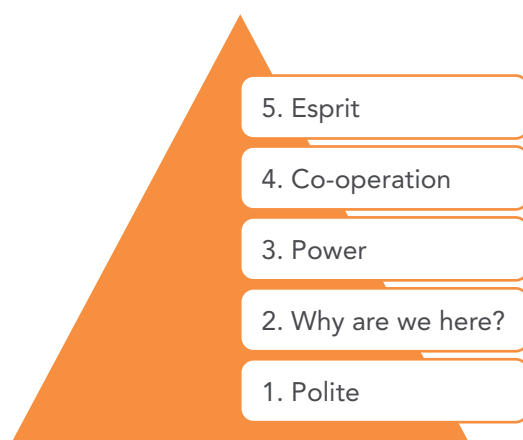 5. Esprit
4. Co-operation
3. Power
2. Why are we here?
1. Polite